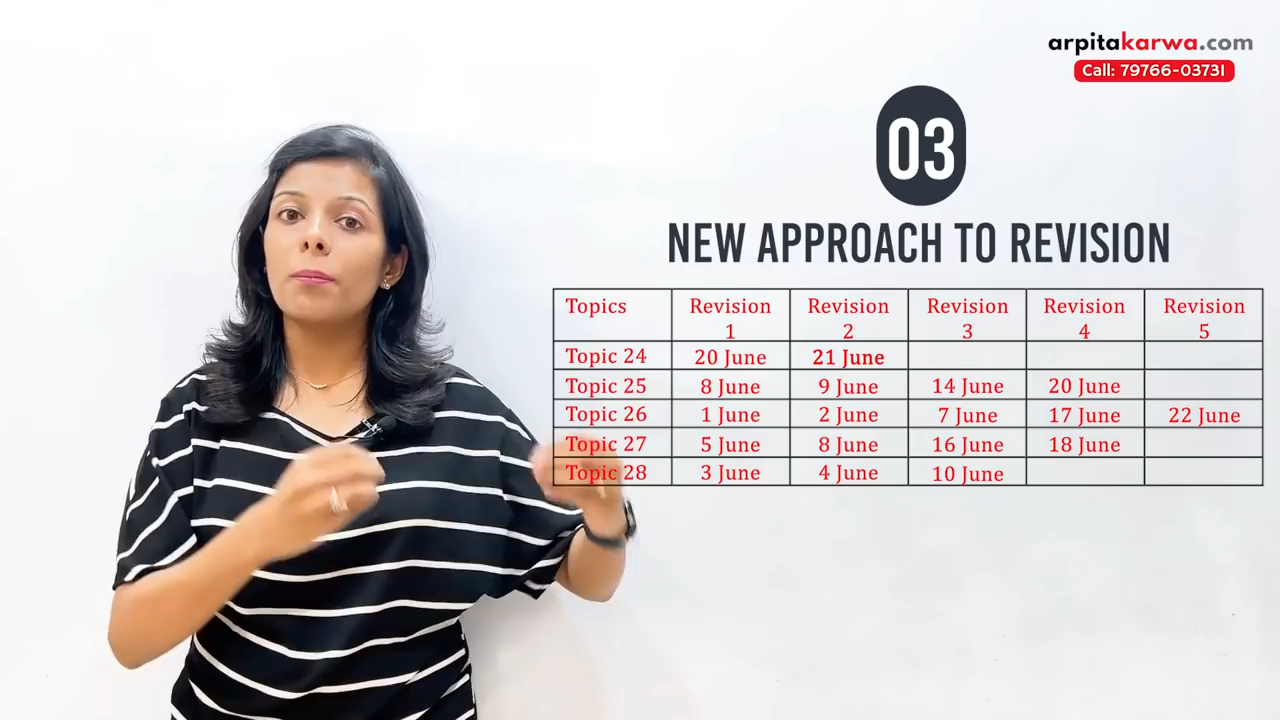 arpitakarwa.com
Call: 79766-03731
03
NEW APPROACH TO REVISION
Topics Revision 1 Revision 2 Revision 3 Revision 4 Revision 5
Topic 24 20 June 21 June
Topic 25 8 June 9 June 14 June 20 June
Topic 26 1 June 2 June 7 June 17 June 22 June
Topic 27 5 June 8 June 16 June 18 June
Topic 28 3 June 4 June 10 June